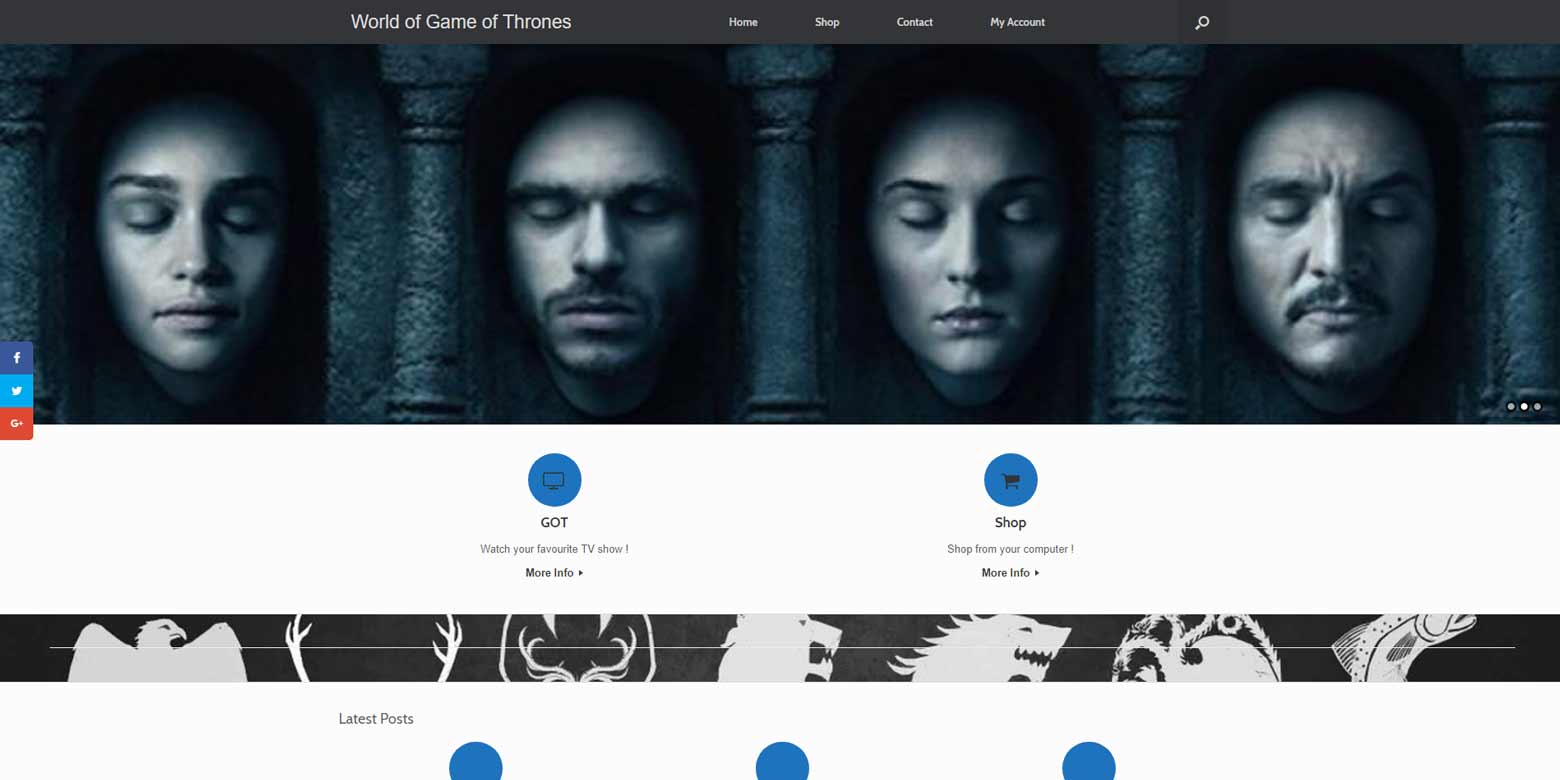 World of Game of Thrones
Home
Shop
Contact
My Account
f
G+
GOT
Watch your favourite TV show !
More Info
Shop
Shop from your computer !
More Info
Latest Posts